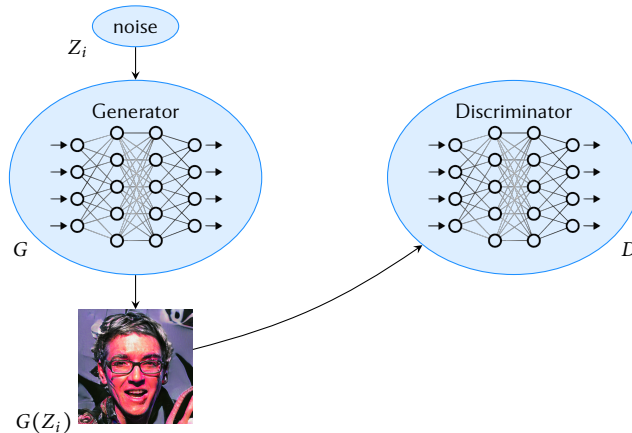 noise
Z_i
Generator
Discriminator
G
D
G(Z_i)